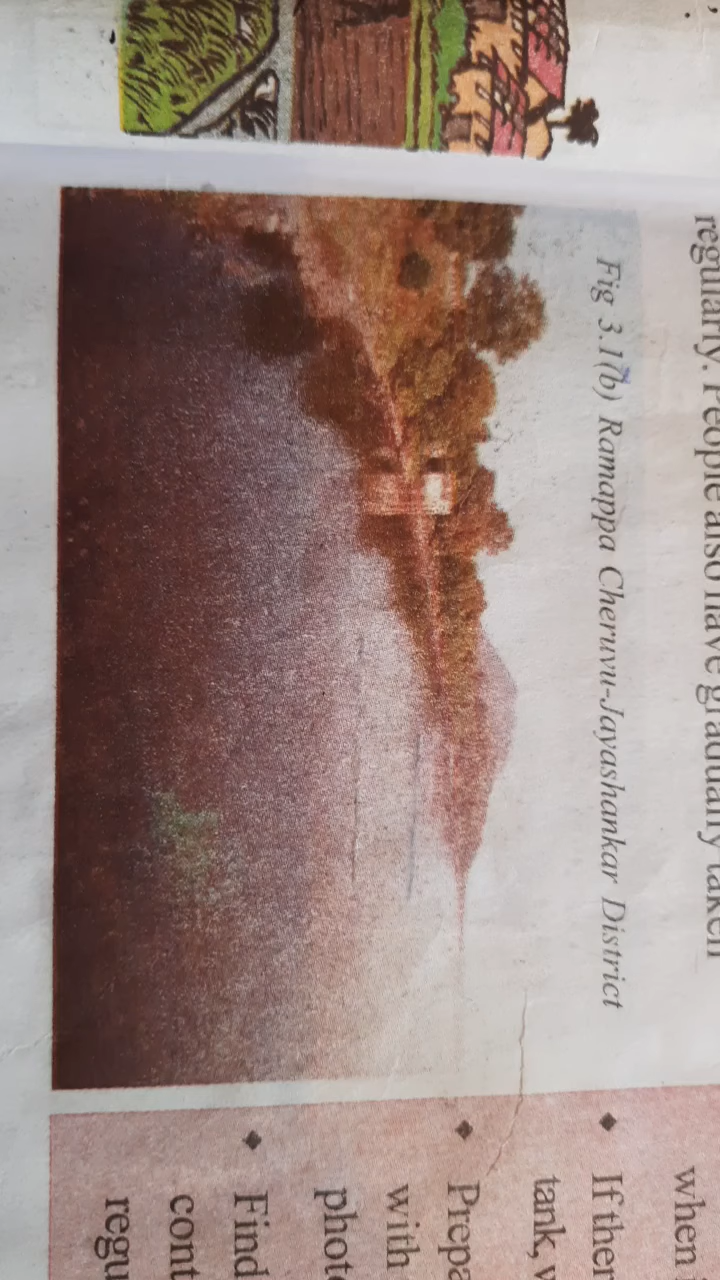 regularly. People also have gradually taken
Fig 3.1(b) Ramappa Cheruvu-Jayashankar District
when
♦ If ther
tank, w
♦ Prepa
with
phot
♦ Find
cont
regu